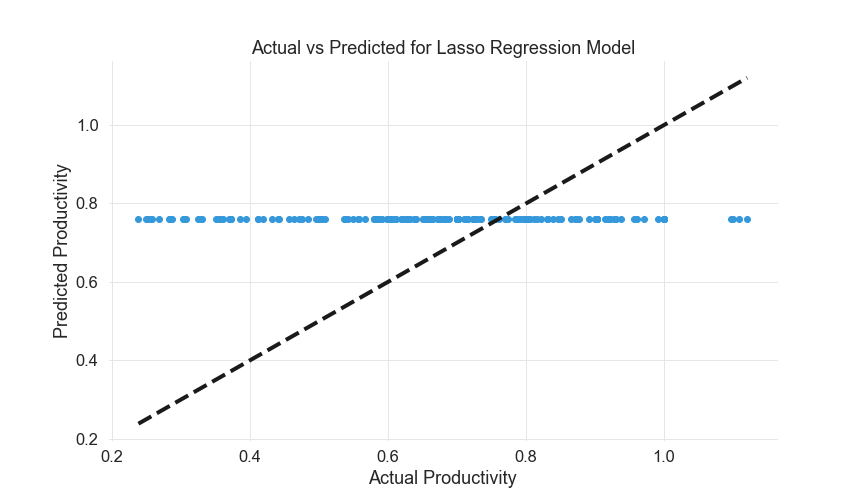 Actual vs Predicted for Lasso Regression Model
Predicted Productivity
1.0
0.8
0.6
0.4
0.2
0.2 0.4 0.6 0.8 1.0
Actual Productivity